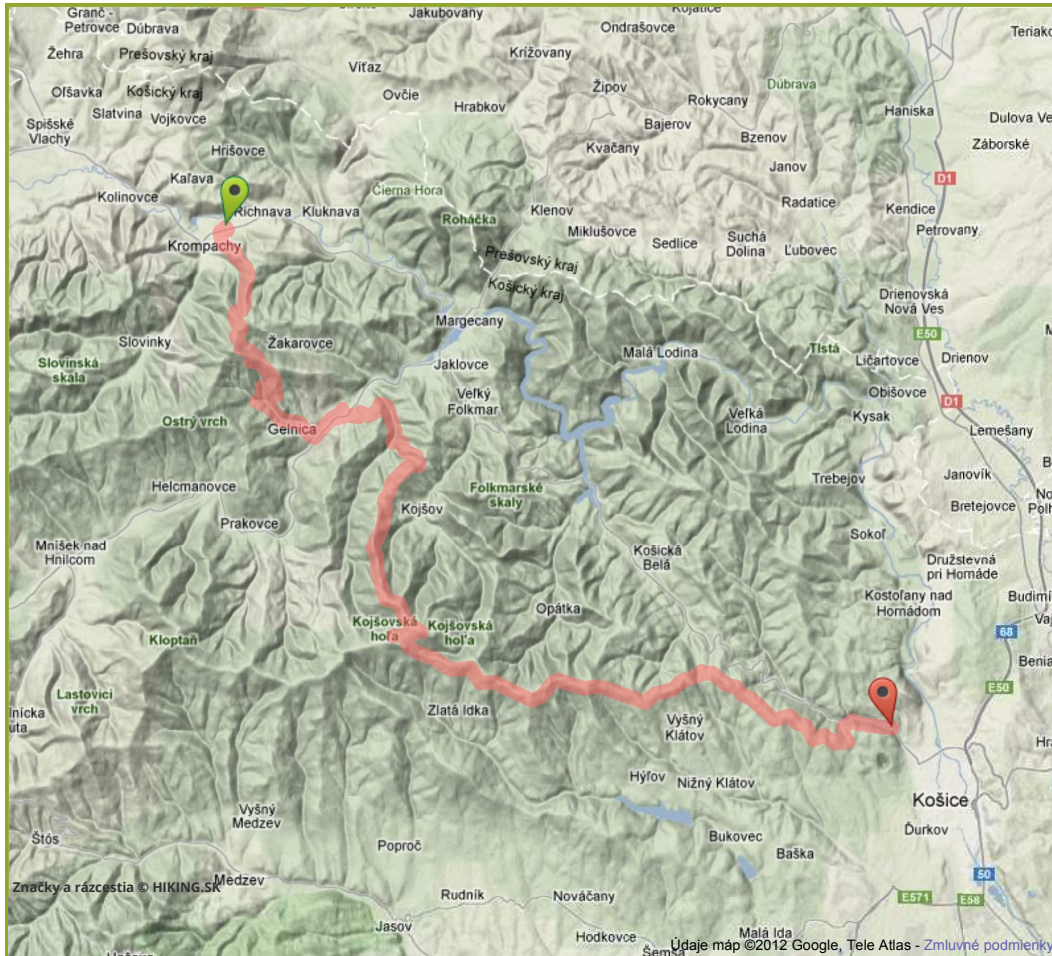 Granč -
Petrovce
Dúbrava
Jakubovany
Ondrašovce
Žehra
Prešovský kraj
Víťaz
Krížovany
Oľšavka
Košický kraj
Ovčie
Žipov
Dúbrava
Slatvina
Vojkovce
Hrabkov
Rokycany
Haniska
Spišské
Vlachy
Bajerov
Bzenov
Dulova Ve
Hrišovce
Kvačany
Záborské
Kaľava
Janov
D1
Kolinovce
Čierna Hora
Radatice
Kendice
Richnava
Kluknava
Roháčka
Klenov
Petrovany
Krompachy
Miklušovce
Sedlice
Suchá
Dolina
Ľubovec
Prešovský kraj
Košický kraj
Drienovská
Nová Ves
Margecany
E50
Slovinky
Žakarovce
Malá Lodina
Tlstá
Ličartovce
Drienov
Slovinská
skala
Jaklovce
Obišovce
Veľký
Folkmar
D1
Ostrý vrch
Gelnica
Veľká
Lodina
Kysak
Lemešany
Helcmanovce
Folkmarské
skaly
Trebejov
Janovík
Prakovce
Kojšov
Bretejovce
Sokoľ
Mníšek nad
Hnilcom
Košická
Belá
Družstevná
pri Hornáde
Kostoľany nad
Hornádom
Budimí
Opátka
Kojšovská
hoľa
Kojšovská
hoľa
68
Kloptaň
E50
Lastovičí
vrch
Zlatá Idka
Vyšný
Klátov
Hýľov
Nižný Klátov
Košice
Vyšný
Medzev
Bukovec
Ďurkov
Štós
Poproč
Baška
50
Značky a rázcestia © HIKING.SK
Medzev
Rudník
Nováčany
E571
E58
Jasov
Hodkovce
Malá Ida
Šemša
Údaje máp ©2012 Google, Tele Atlas - Zmluvné podmienky